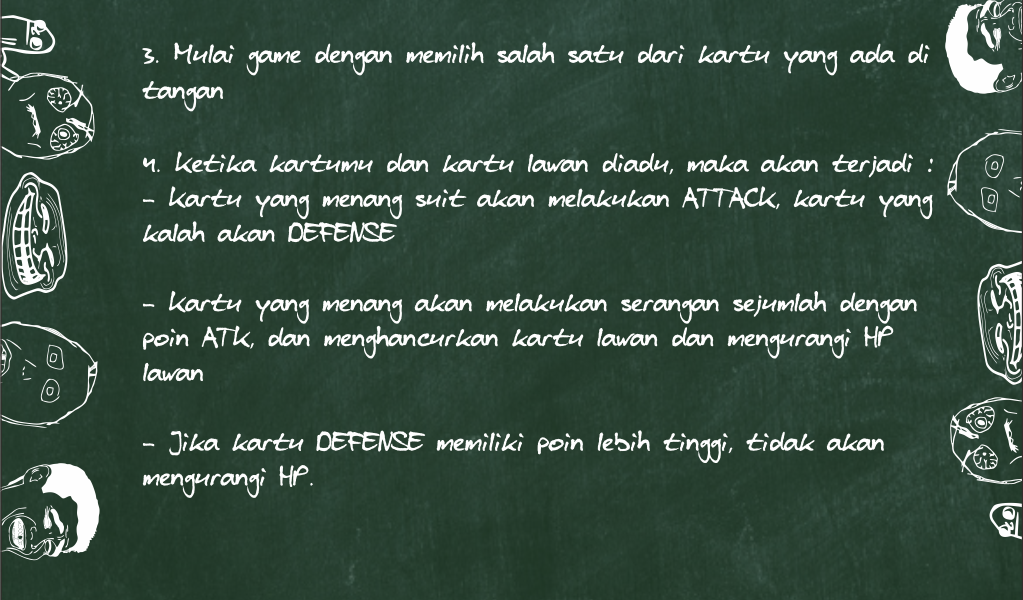 3. Mulai game dengan memilih salah satu dari kartu yang ada di
tangan
4. Ketika kartumu dan kartu lawan diadu, maka akan terjadi :
- Kartu yang menang suit akan melakukan ATTACK, kartu yang
kalah akan DEFENSE
- Kartu yang menang akan melakukan serangan sejumlah dengan
poin ATK, dan menghancurkan kartu lawan dan mengurangi HP
lawan
- Jika kartu DEFENSE memiliki poin lebih tinggi, tidak akan
mengurangi HP.